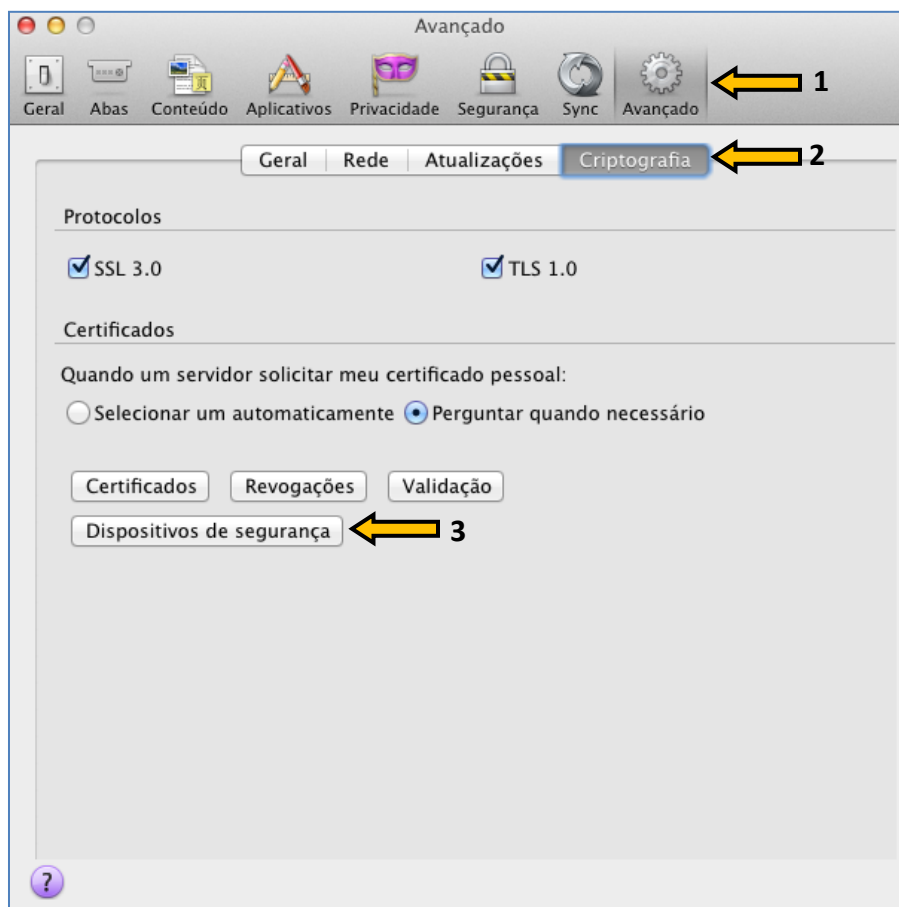 Avançado
Geral Abas Conteúdo Aplicativos Privacidade Segurança Sync Avançado 1
Geral Rede Atualizações Criptografia 2
Protocolos
SSL 3.0 TLS 1.0
Certificados
Quando um servidor solicitar meu certificado pessoal:
Selecionar um automaticamente Perguntar quando necessário
Certificados Revogações Validação
Dispositivos de segurança 3
?